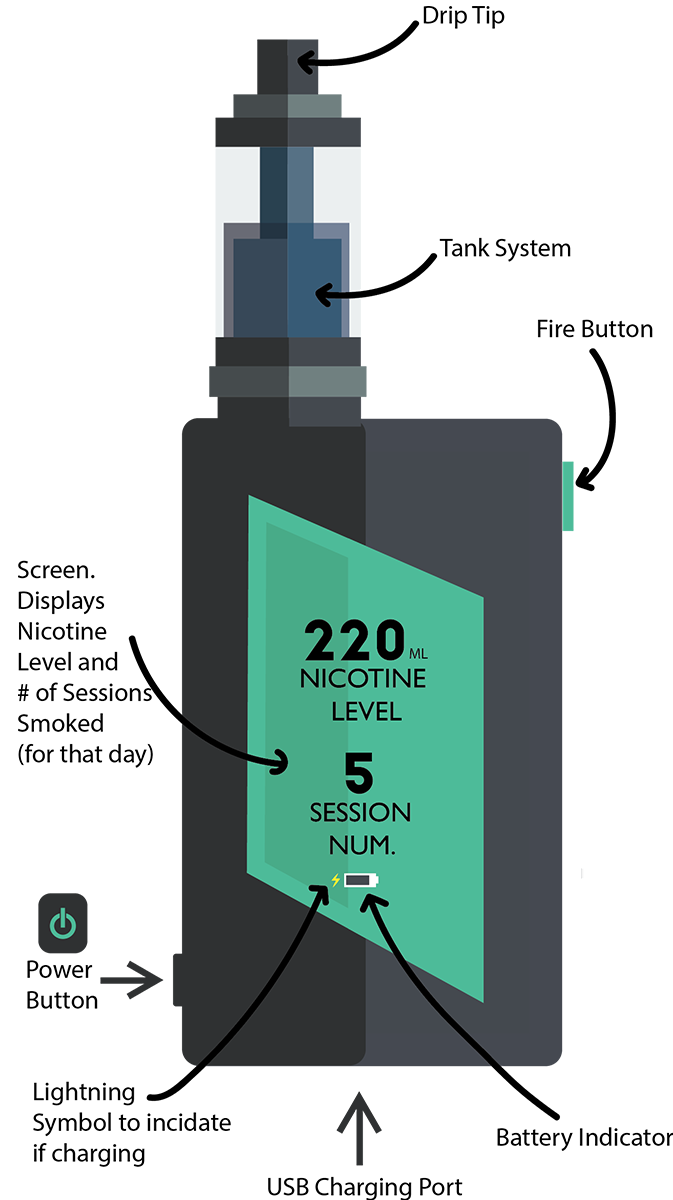 Drip Tip
Tank System
Fire Button
Screen.
Displays
Nicotine
Level and
# of Sessions
Smoked
(for that day)
220 ML
NICOTINE
LEVEL
5
SESSION
NUM.
Power
Button
Lightning
Symbol to incidate
if charging
Battery Indicator
USB Charging Port